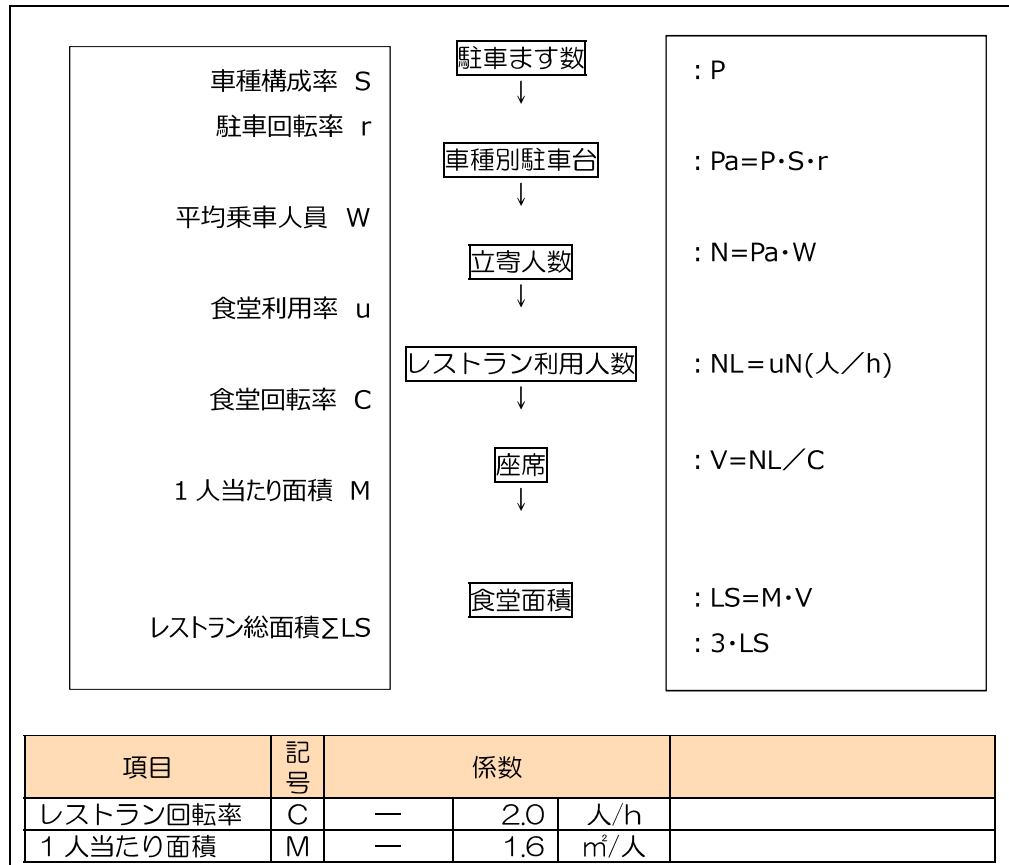 駐車ます数
: P
車種構成率 S
↓
駐車回転率 r
車種別駐車台
: Pa=P・S・r
↓
平均乗車人員 W
立寄人数
: N=Pa・W
↓
食堂利用率 u
レストラン利用人数
: NL=uN(人／h)
↓
食堂回転率 C
座席
: V=NL／C
↓
1 人当たり面積 M
食堂面積
: LS=M・V
レストラン総面積∑LS
: 3・LS
項目 記号 係数
レストラン回転率 C ― 2.0 人/h
1 人当たり面積 M ― 1.6 ㎡/人